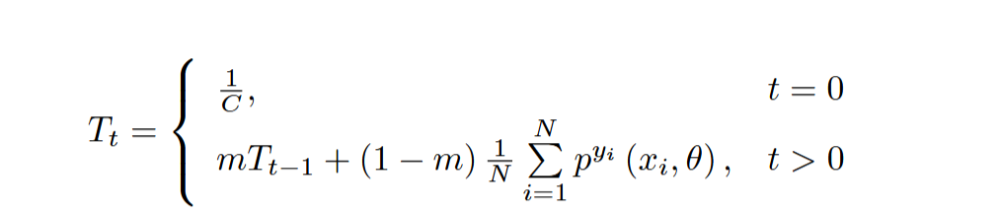 T_t = { 1/C, t = 0
mT_{t−1} + (1 − m) 1/N ∑_{i=1}^{N} p^{y_i} (x_i, θ), t > 0